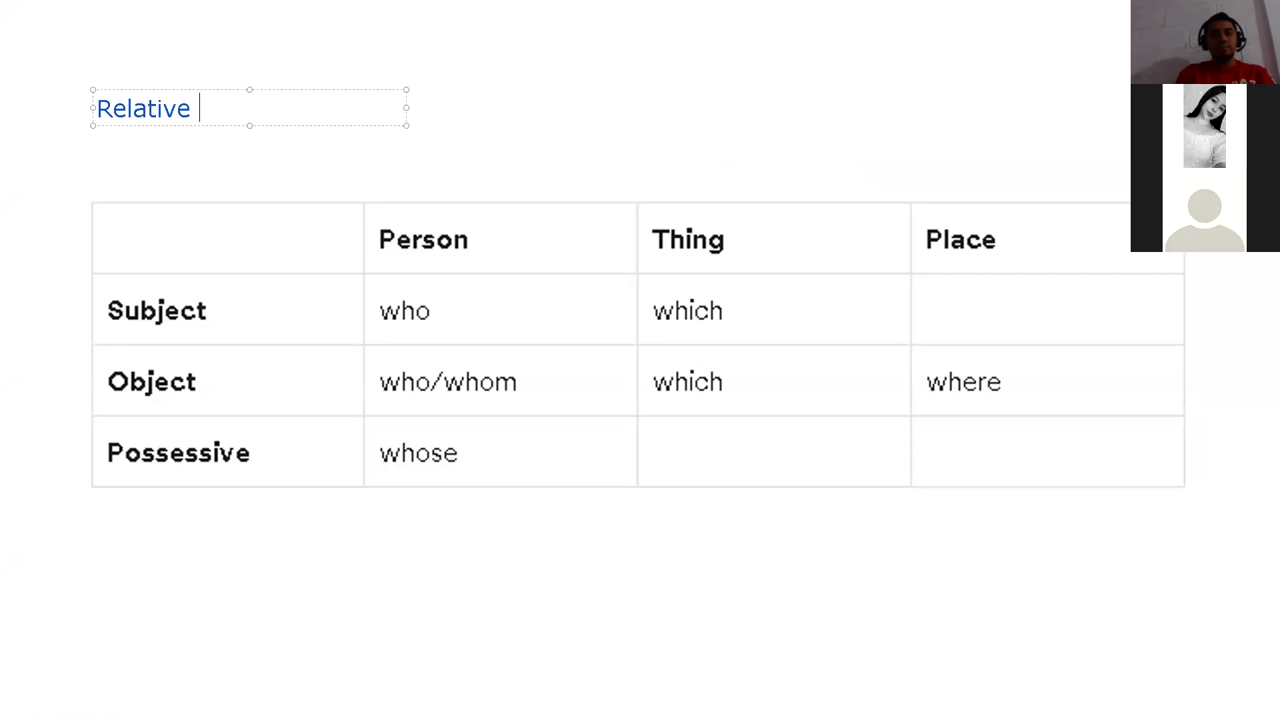 Relative
Person Thing Place
Subject who which
Object who/whom which where
Possessive whose